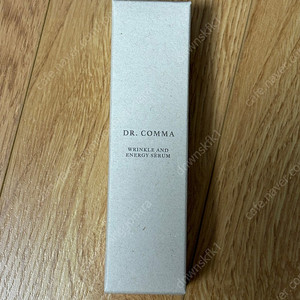 DR. COMMA
WRINKLE AND
ENERGY SERUM